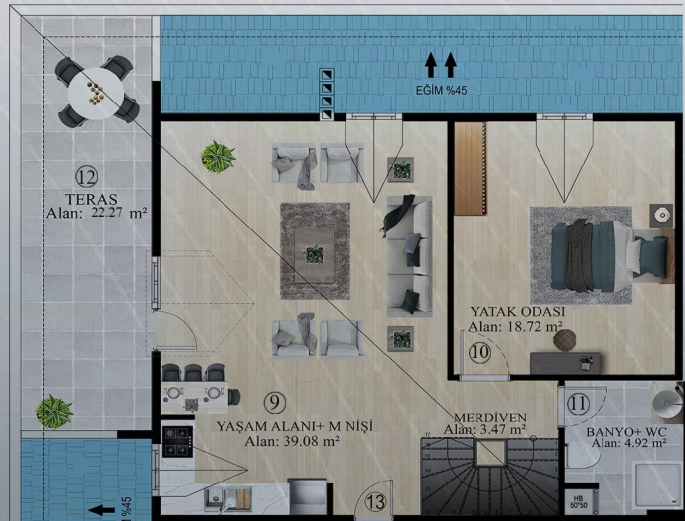 EĞİM %45
12
TERAS
Alan: 22.27 m²
YATAK ODASI
Alan: 18.72 m²
10
9
YAŞAM ALANI+ M NİŞİ
Alan: 39.08 m²
MERDİVEN
Alan: 3.47 m²
11
BANYO+ WC
Alan: 4.92 m²
13
HB
50*50
%45